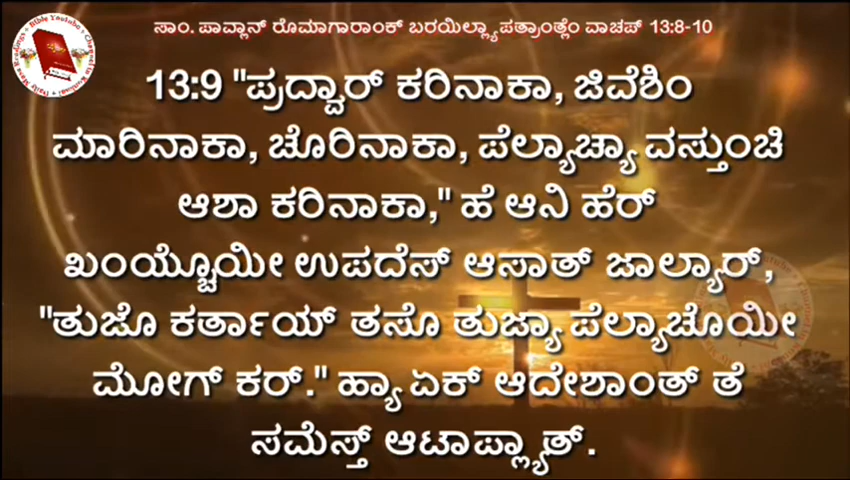 ಸಾಂ. ಪಾವ್ಲಾನ್ ರೊಮಾಗಾರಾಂಕ್ ಬರಯಿಲ್ಲ್ಯಾ ಪತ್ರಾಂತ್ಲೆಂ ವಾಚಪ್ 13:8-10
13:9 "ಪ್ರದ್ವಾರ್ ಕರಿನಾಕಾ, ಜಿವೆಶಿಂ
ಮಾರಿನಾಕಾ, ಚೊರಿನಾಕಾ, ಪೆಲ್ಯಾಚ್ಯಾ ವಸ್ತುಂಚಿ
ಆಶಾ ಕರಿನಾಕಾ," ಹೆ ಆನಿ ಹೆರ್
ಖಂಯ್ಚೊಯೀ ಉಪದೆಸ್ ಆಸಾತ್ ಜಾಲ್ಯಾರ್,
"ತುಜೊ ಕರ್ತಾಯ್ ತಸೊ ತುಜ್ಯಾ ಪೆಲ್ಯಾಚೊಯೀ
ಮೋಗ್ ಕರ್." ಹ್ಯಾ ಏಕ್ ಆದೇಶಾಂತ್ ತೆ
ಸಮೆಸ್ತ್ ಆಟಾಪ್ಲ್ಯಾತ್.